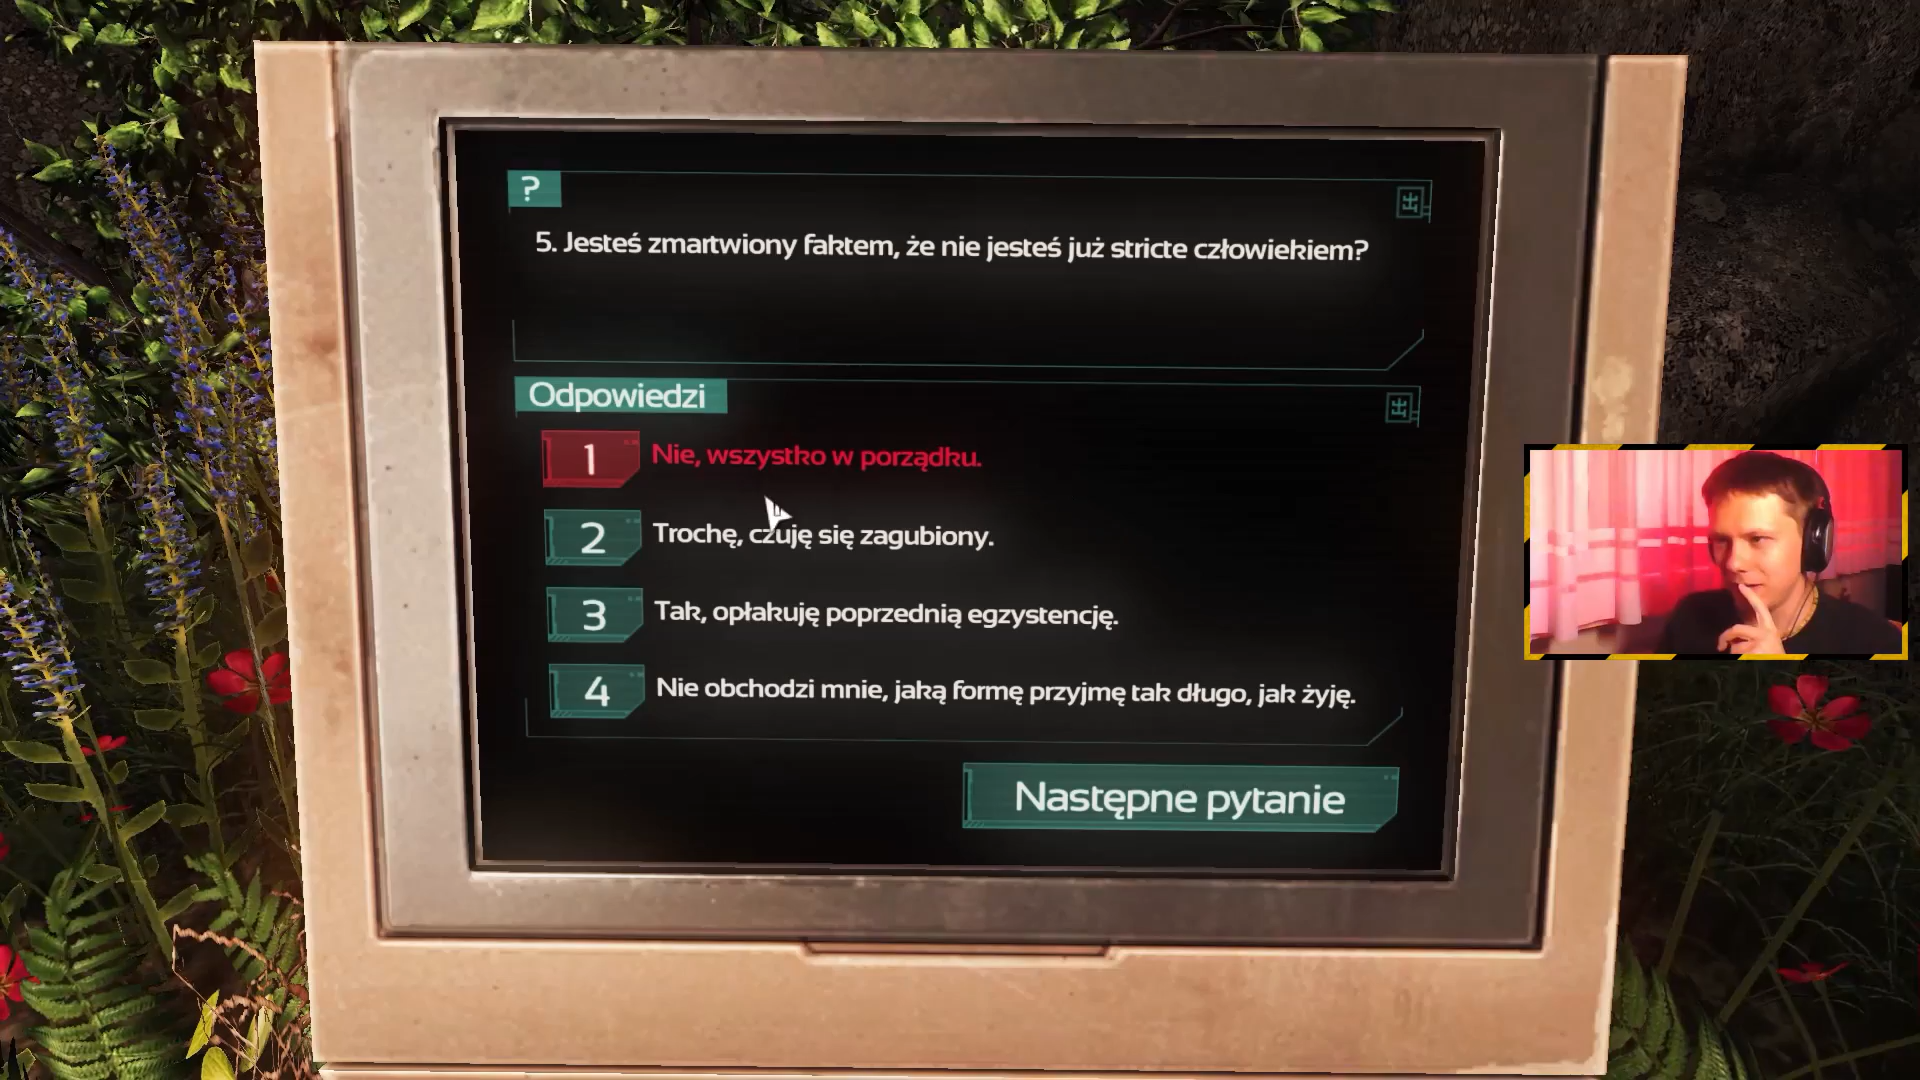 ?
5. Jesteś zmartwiony faktem, że nie jesteś już stricte człowiekiem?
Odpowiedzi
1 Nie, wszystko w porządku.
2 Trochę, czuję się zagubiony.
3 Tak, opłakuję poprzednią egzystencję.
4 Nie obchodzi mnie, jaką formę przyjmę tak długo, jak żyję.
Następne pytanie